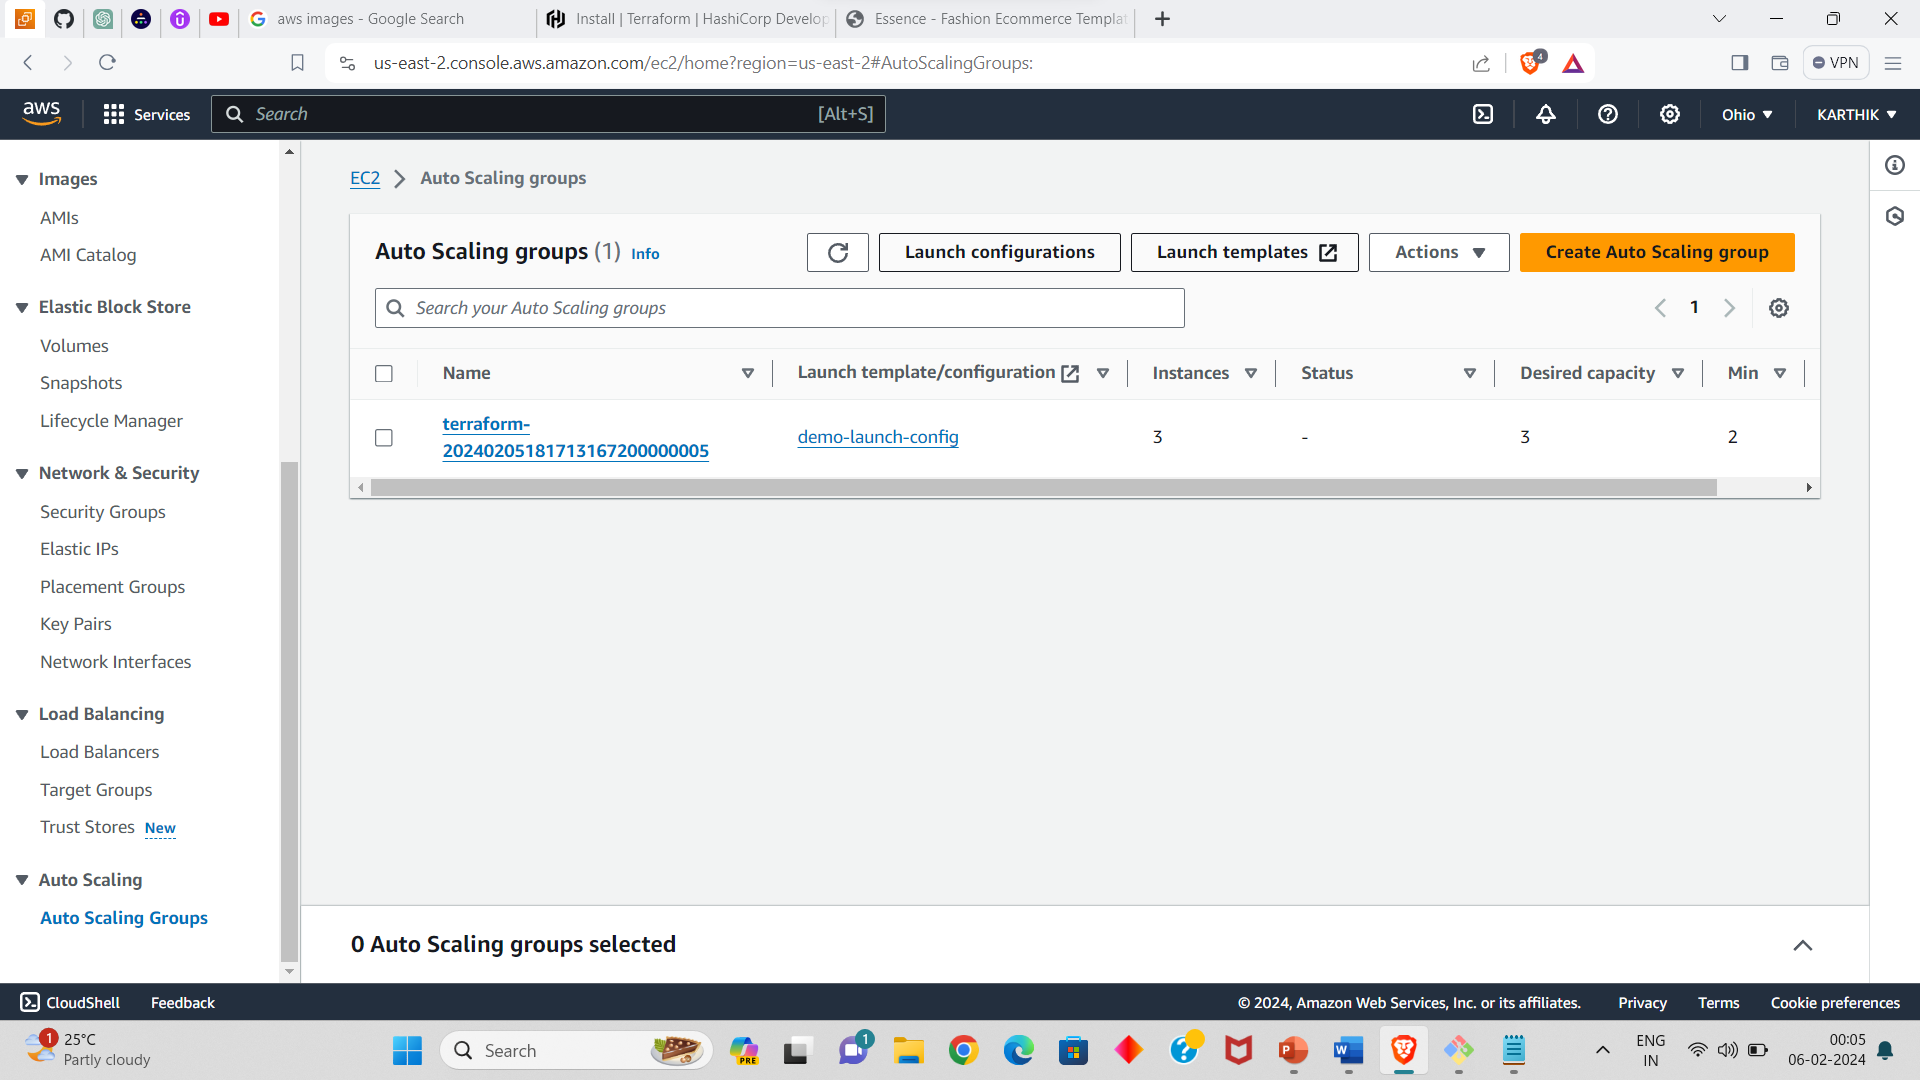 aws images - Google Search
Install | Terraform | HashiCorp Develop
Essence - Fashion Ecommerce Templat
us-east-2.console.aws.amazon.com/ec2/home?region=us-east-2#AutoScalingGroups:
4
VPN
aws
Services
Search
[Alt+S]
Ohio
KARTHIK
Images
AMIs
AMI Catalog
Elastic Block Store
Volumes
Snapshots
Lifecycle Manager
Network & Security
Security Groups
Elastic IPs
Placement Groups
Key Pairs
Network Interfaces
Load Balancing
Load Balancers
Target Groups
Trust Stores New
Auto Scaling
Auto Scaling Groups
EC2 > Auto Scaling groups
Auto Scaling groups (1) Info
Launch configurations
Launch templates
Actions
Create Auto Scaling group
Search your Auto Scaling groups
1
Name
Launch template/configuration
Instances
Status
Desired capacity
Min
terraform-
20240205181713167200000005
demo-launch-config
3
-
3
2
0 Auto Scaling groups selected
CloudShell
Feedback
© 2024, Amazon Web Services, Inc. or its affiliates.
Privacy
Terms
Cookie preferences
1
25°C
Partly cloudy
Search
PRE
1
P
W
ENG
IN
00:05
06-02-2024